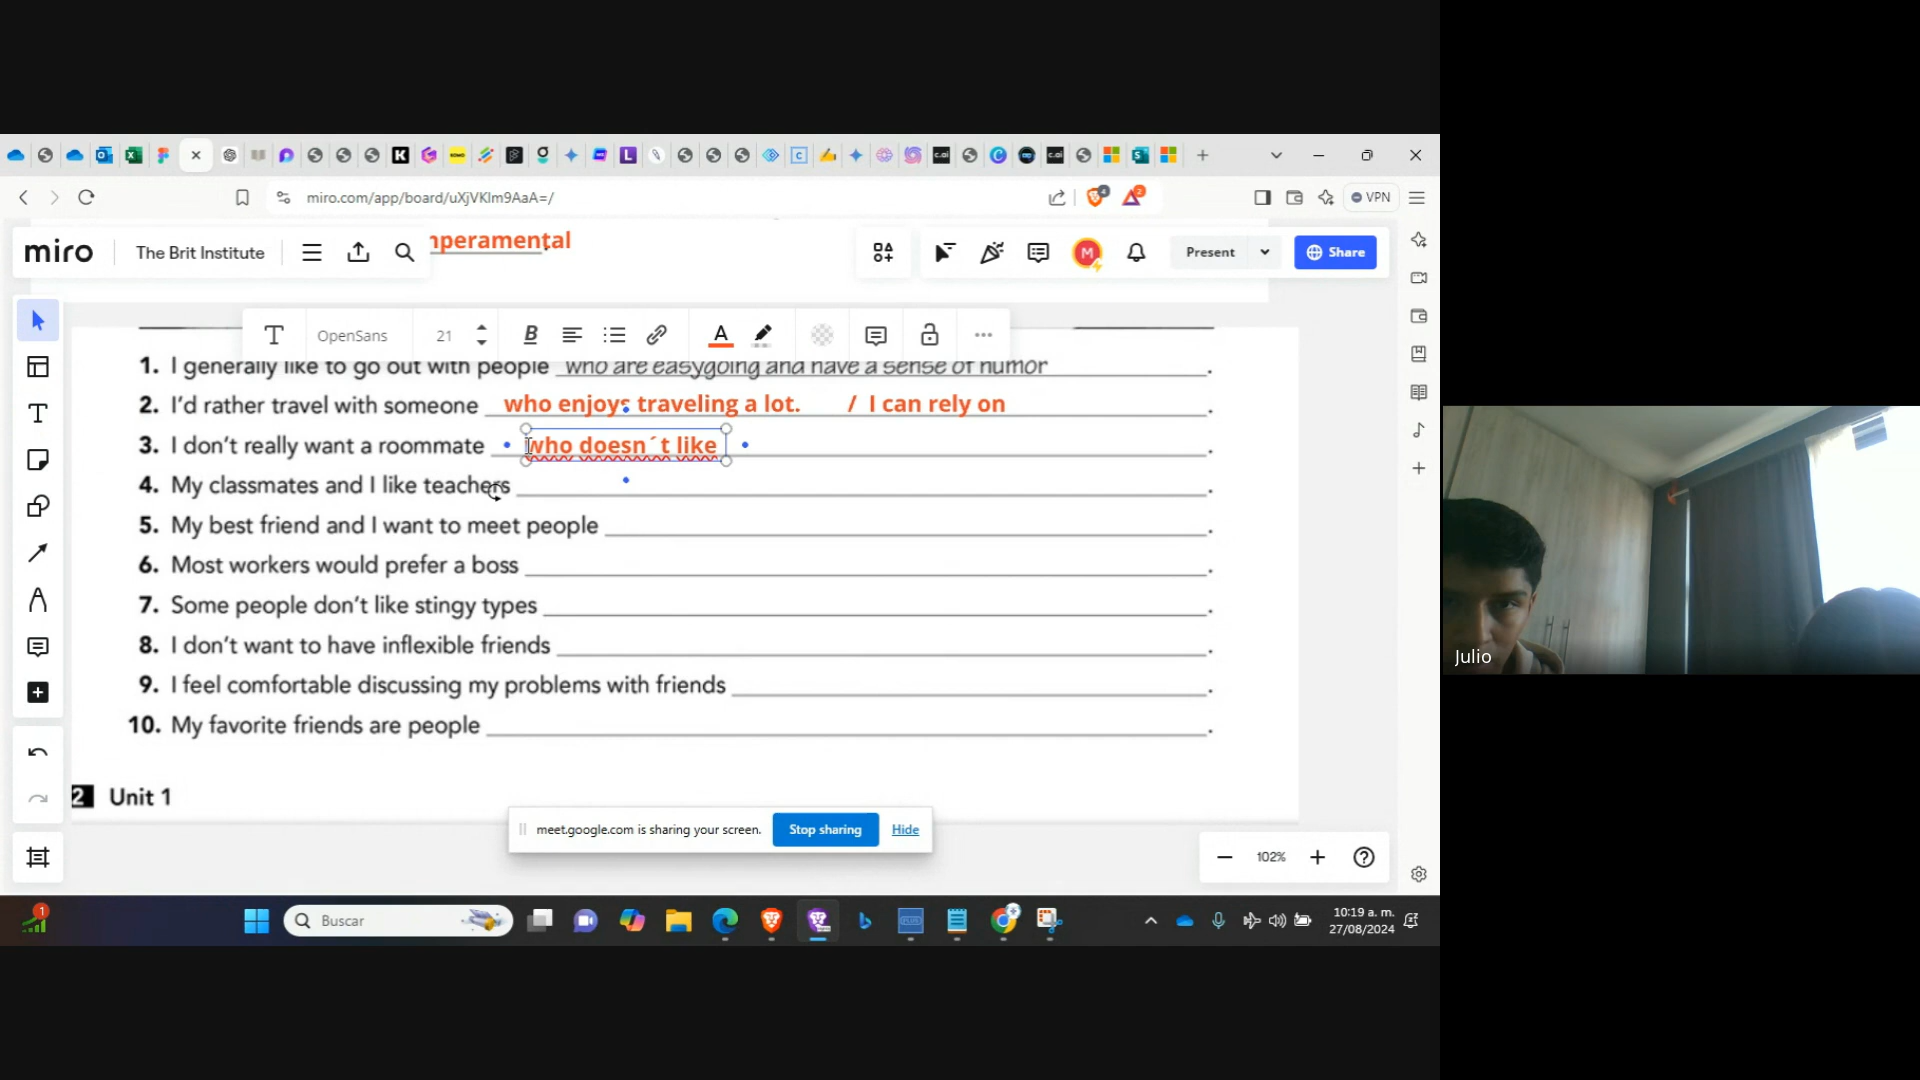 miro.com/app/board/uXjVKlm9AaA=/
VPN
nperamental
miro
The Brit Institute
M
Present
Share
OpenSans
21
B
A
1. I generally like to go out with people who are easygoing and have a sense of humor.
2. I'd rather travel with someone who enjoys traveling a lot. / I can rely on.
3. I don't really want a roommate who doesn´t like.
4. My classmates and I like teachers.
5. My best friend and I want to meet people.
6. Most workers would prefer a boss.
7. Some people don't like stingy types.
8. I don't want to have inflexible friends.
9. I feel comfortable discussing my problems with friends.
10. My favorite friends are people.
2 Unit 1
meet.google.com is sharing your screen. Stop sharing Hide
102%
Julio
1
Buscar
10:19 a. m.
27/08/2024